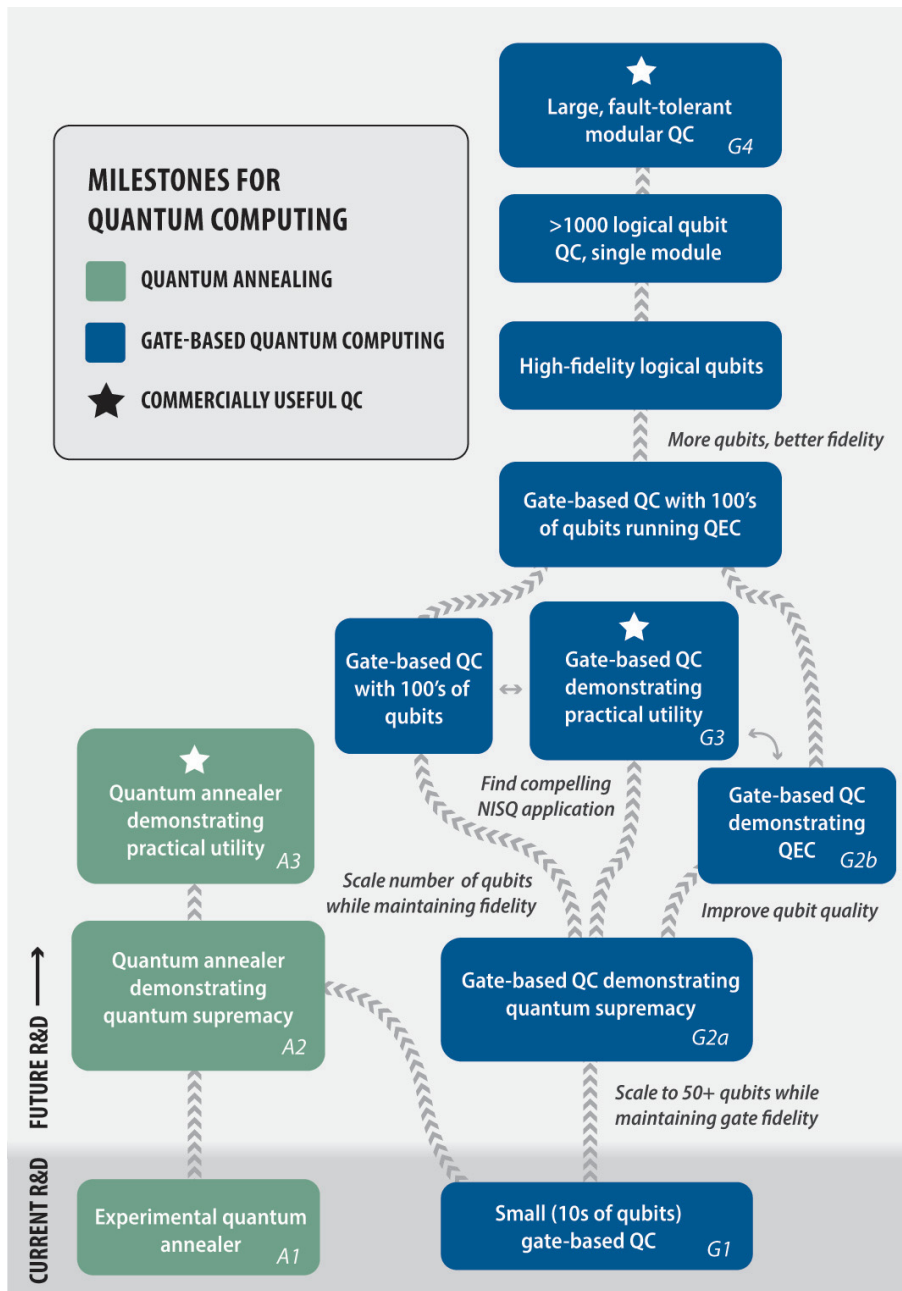 Large, fault-tolerant
modular QC
G4
MILESTONES FOR
QUANTUM COMPUTING
QUANTUM ANNEALING
GATE-BASED QUANTUM COMPUTING
COMMERCIALLY USEFUL QC
>1000 logical qubit
QC, single module
High-fidelity logical qubits
More qubits, better fidelity
Gate-based QC with 100's
of qubits running QEC
Gate-based QC
with 100's of
qubits
Gate-based QC
demonstrating
practical utility
G3
Find compelling
NISQ application
Gate-based QC
demonstrating
QEC
G2b
Quantum annealer
demonstrating
practical utility
A3
Scale number of qubits
while maintaining fidelity
Improve qubit quality
Quantum annealer
demonstrating
quantum supremacy
A2
Gate-based QC demonstrating
quantum supremacy
G2a
Scale to 50+ qubits while
maintaining gate fidelity
FUTURE R&D
CURRENT R&D
Experimental quantum
annealer
A1
Small (10s of qubits)
gate-based QC
G1